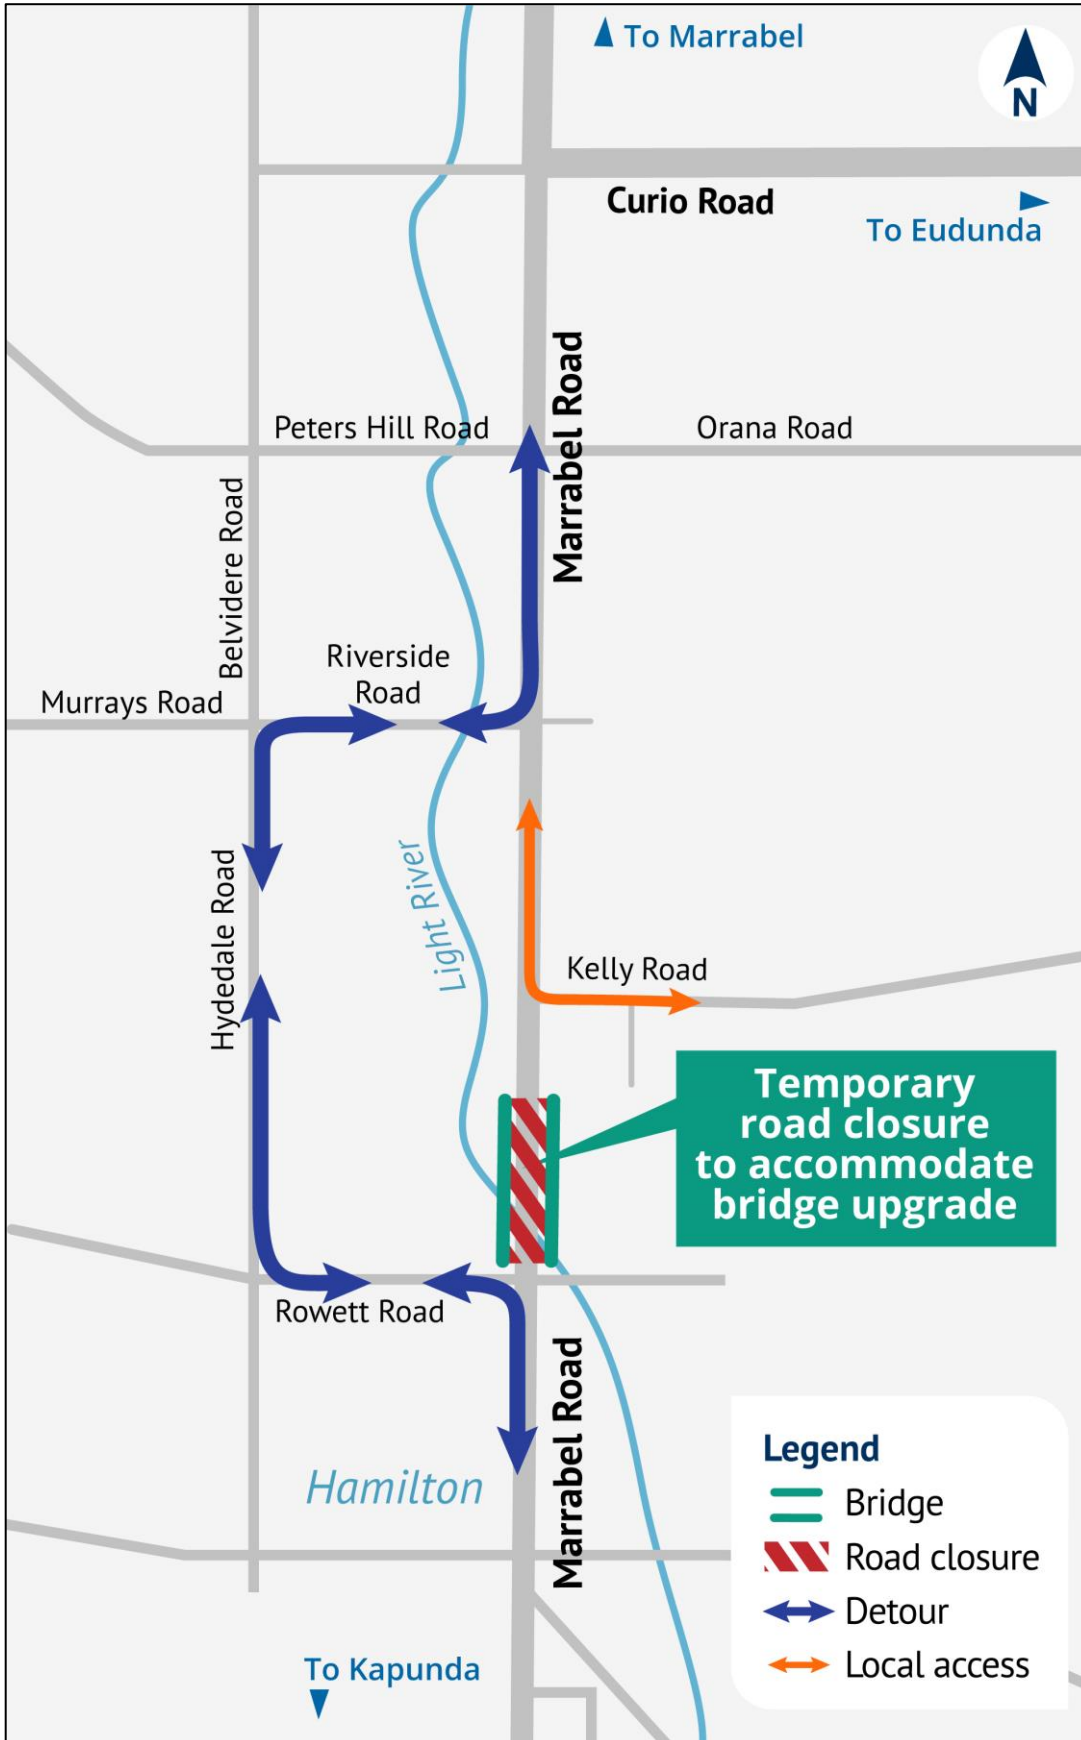 To Marrabel
N
Curio Road
To Eudunda
Marrabel Road
Peters Hill Road
Orana Road
Belvidere Road
Riverside
Road
Murrays Road
Light River
Hydedale Road
Kelly Road
Temporary
road closure
to accommodate
bridge upgrade
Rowett Road
Marrabel Road
Hamilton
To Kapunda
Legend
Bridge
Road closure
Detour
Local access